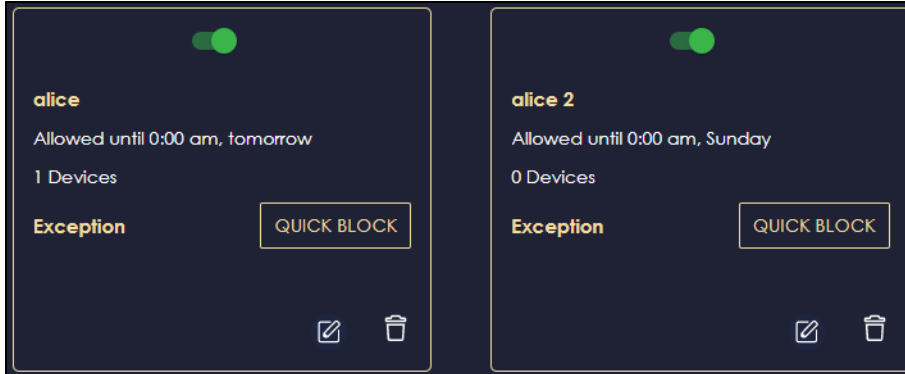 alice
Allowed until 0:00 am, tomorrow
1 Devices
Exception
QUICK BLOCK
alice 2
Allowed until 0:00 am, Sunday
0 Devices
Exception
QUICK BLOCK